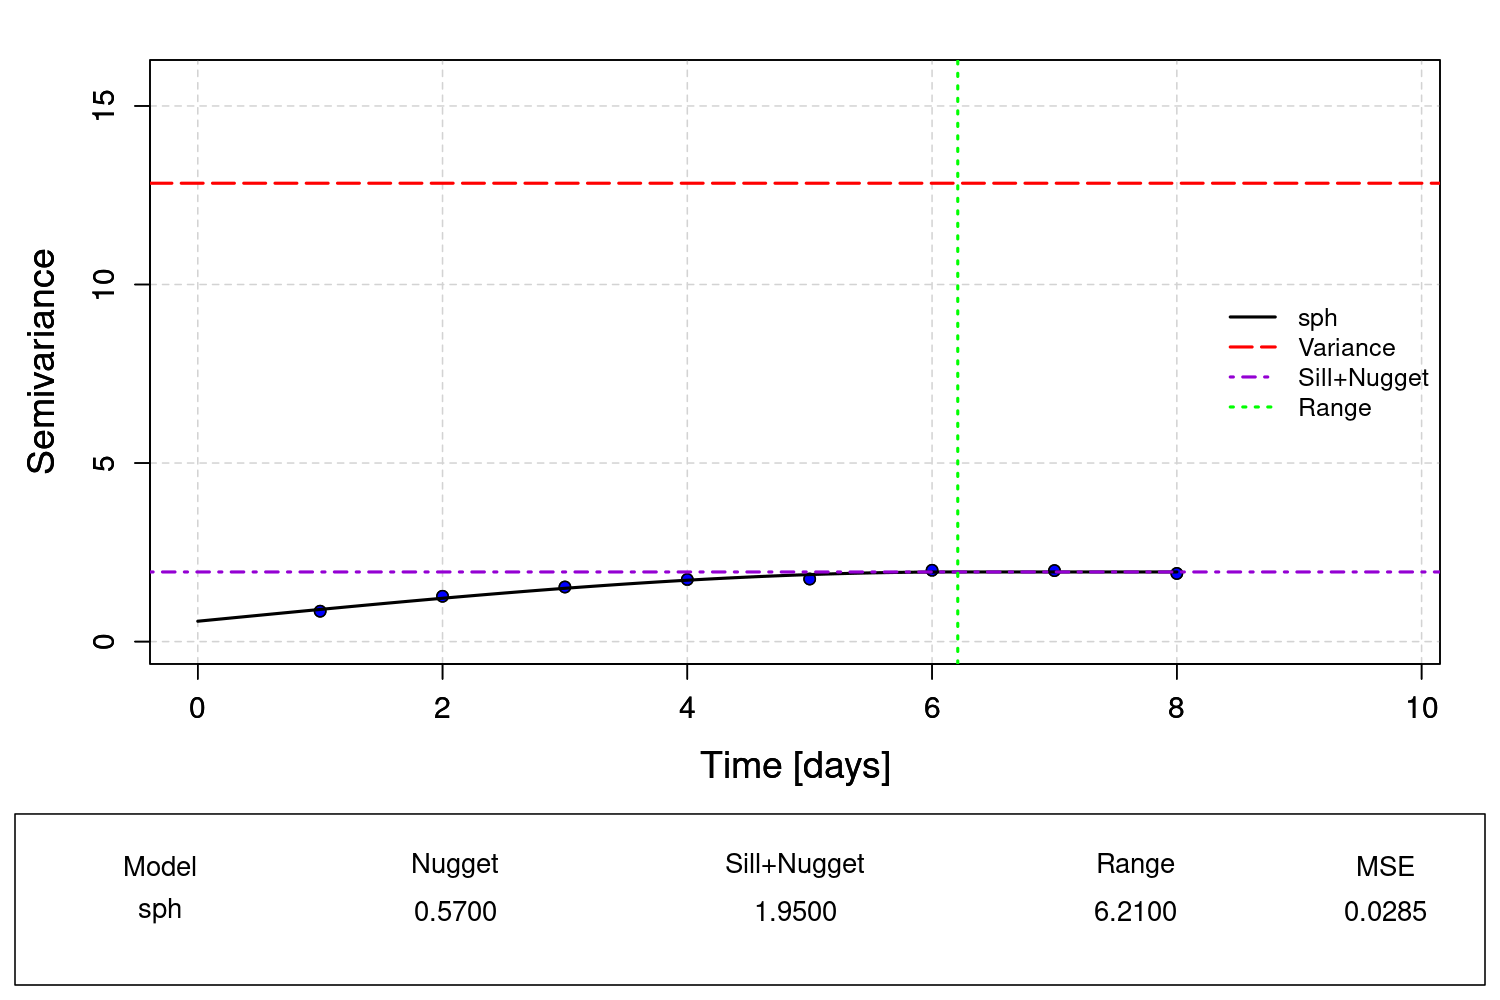 15
10
5
0
Semivariance
sph
Variance
Sill+Nugget
Range
0 2 4 6 8 10
Time [days]
Model Nugget Sill+Nugget Range MSE
sph 0.5700 1.9500 6.2100 0.0285